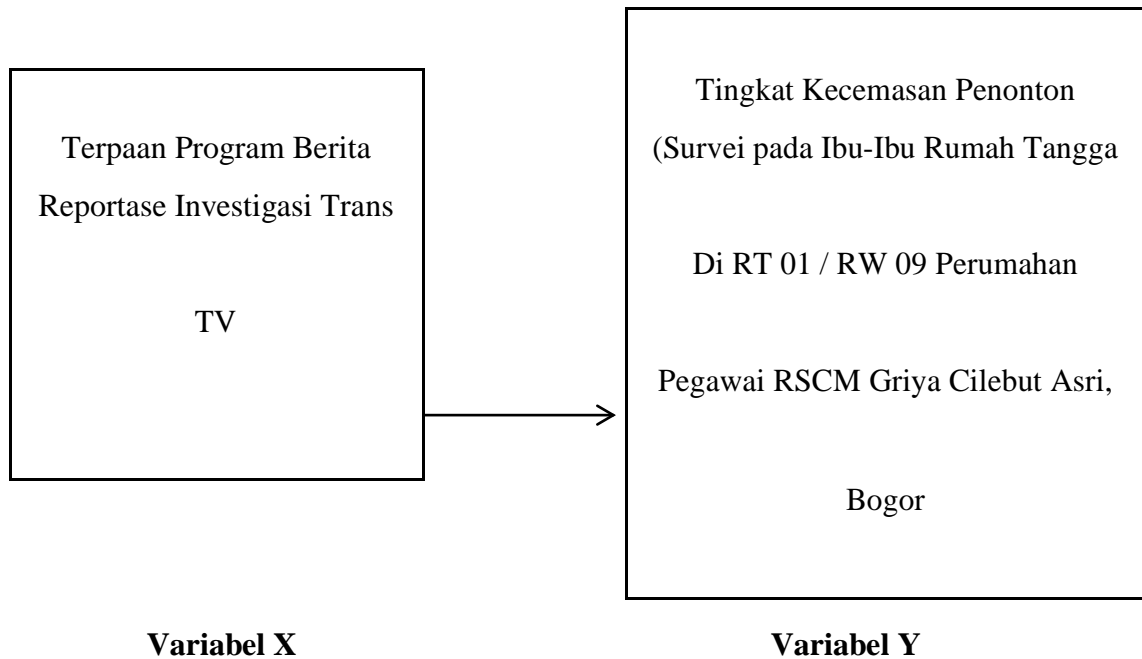 Terpaan Program Berita
Reportase Investigasi Trans
TV
Tingkat Kecemasan Penonton
(Survei pada Ibu-Ibu Rumah Tangga
Di RT 01 / RW 09 Perumahan
Pegawai RSCM Griya Cilebut Asri,
Bogor
Variabel X
Variabel Y